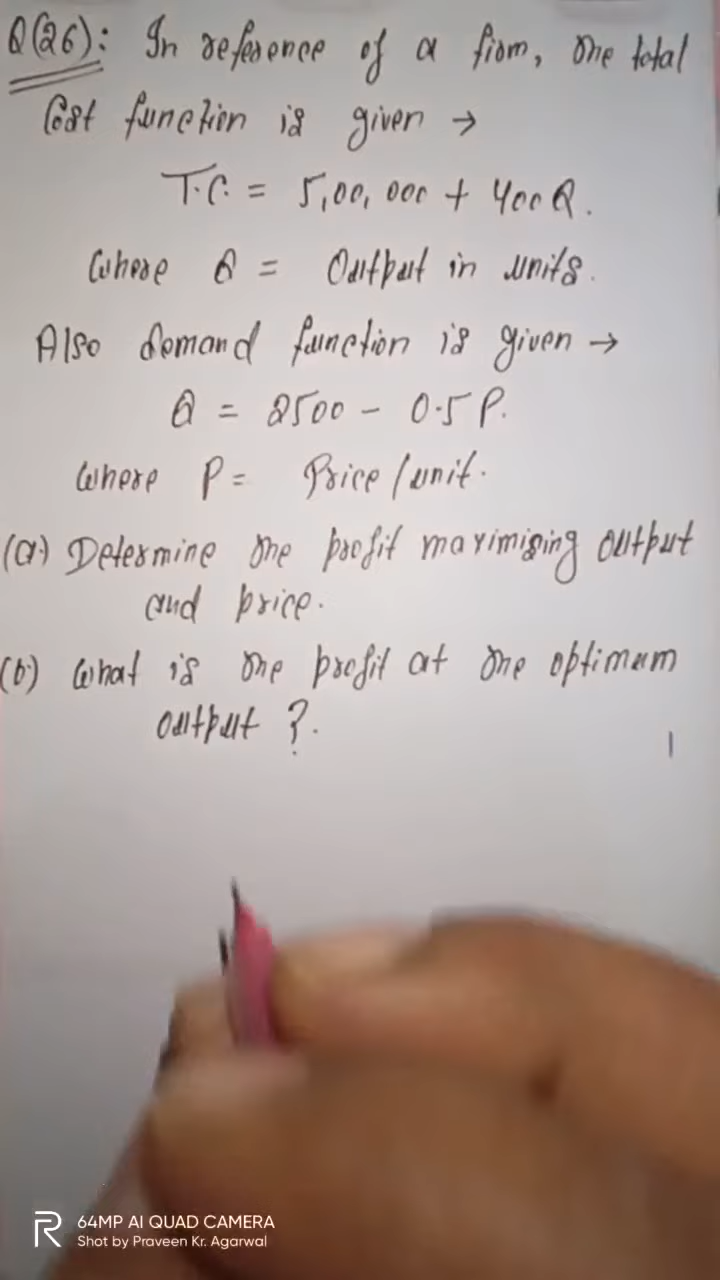 Q(26): In reference of a firm, the total
Cost function is given →
T.C. = 5,00,000 + 400Q.
Where Q = Output in units.
Also demand function is given →
Q = 2500 - 0.5 P.
Where P = Price/unit.
(a) Determine the profit maximising output
and price.
(b) What is the profit at the optimum
output ?.
64MP AI QUAD CAMERA
Shot by Praveen Kr. Agarwal